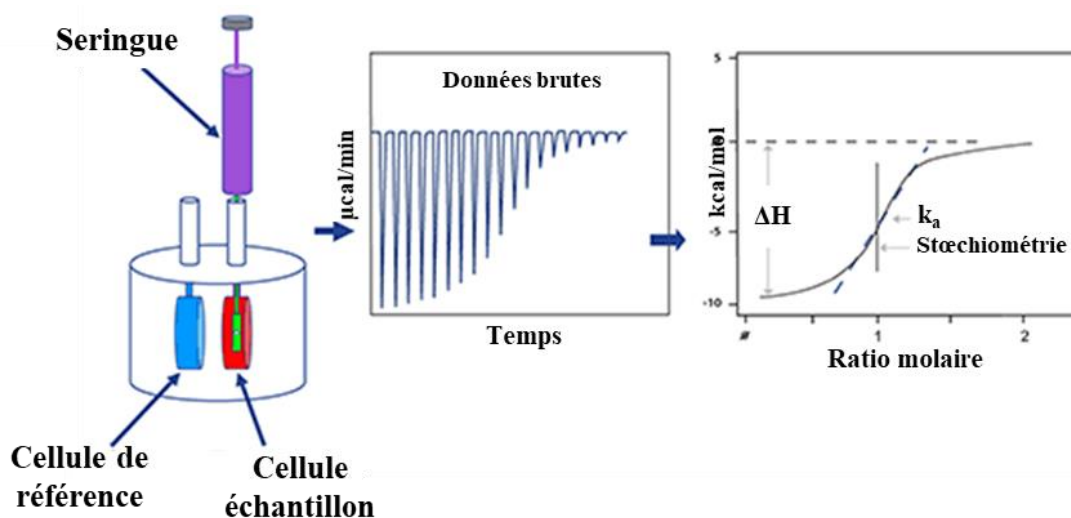 Seringue
Cellule de
référence
Cellule
échantillon
Données brutes
µcal/min
Temps
5
-5
-10
kcal/mol
ΔH
ka
Stœchiométrie
1
2
Ratio molaire